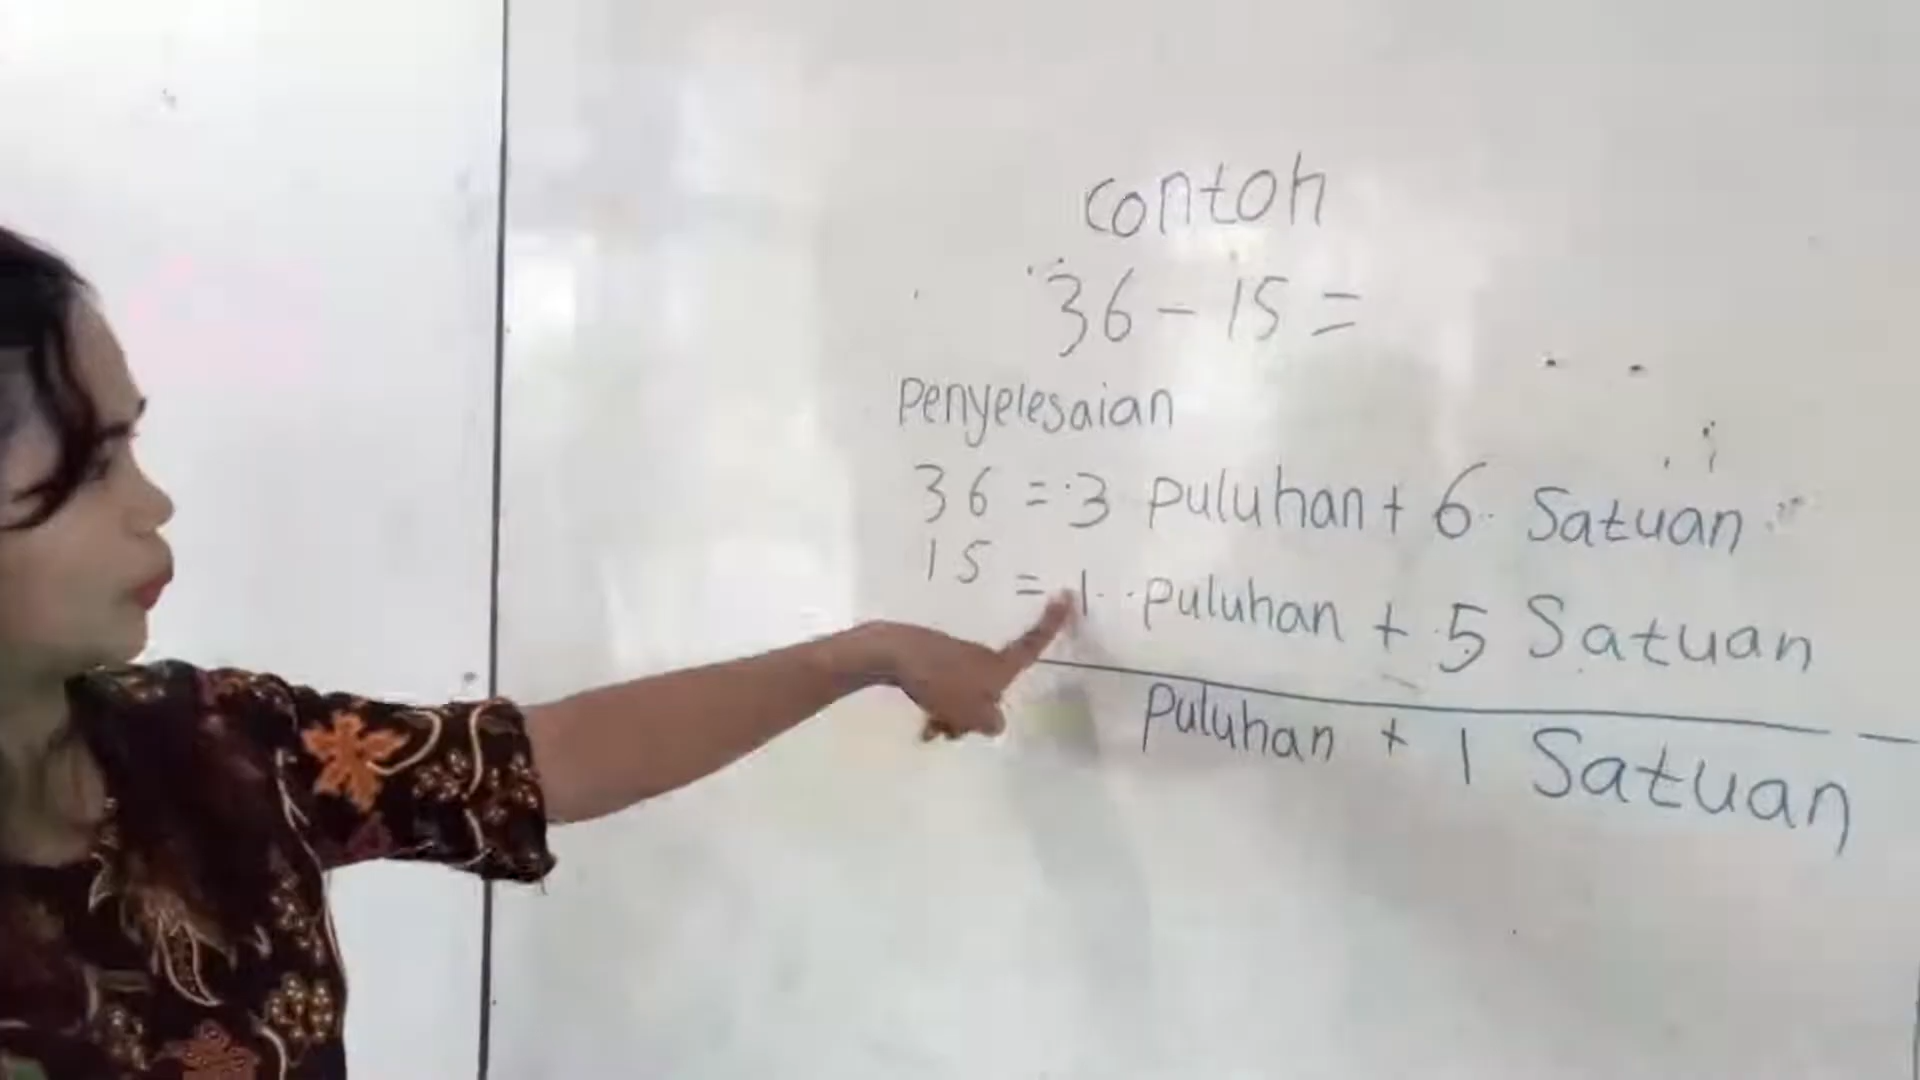 contoh
36 - 15 =
Penyelesaian
36 = 3 puluhan + 6 Satuan
15 = 1 puluhan + 5 Satuan
puluhan + 1 Satuan